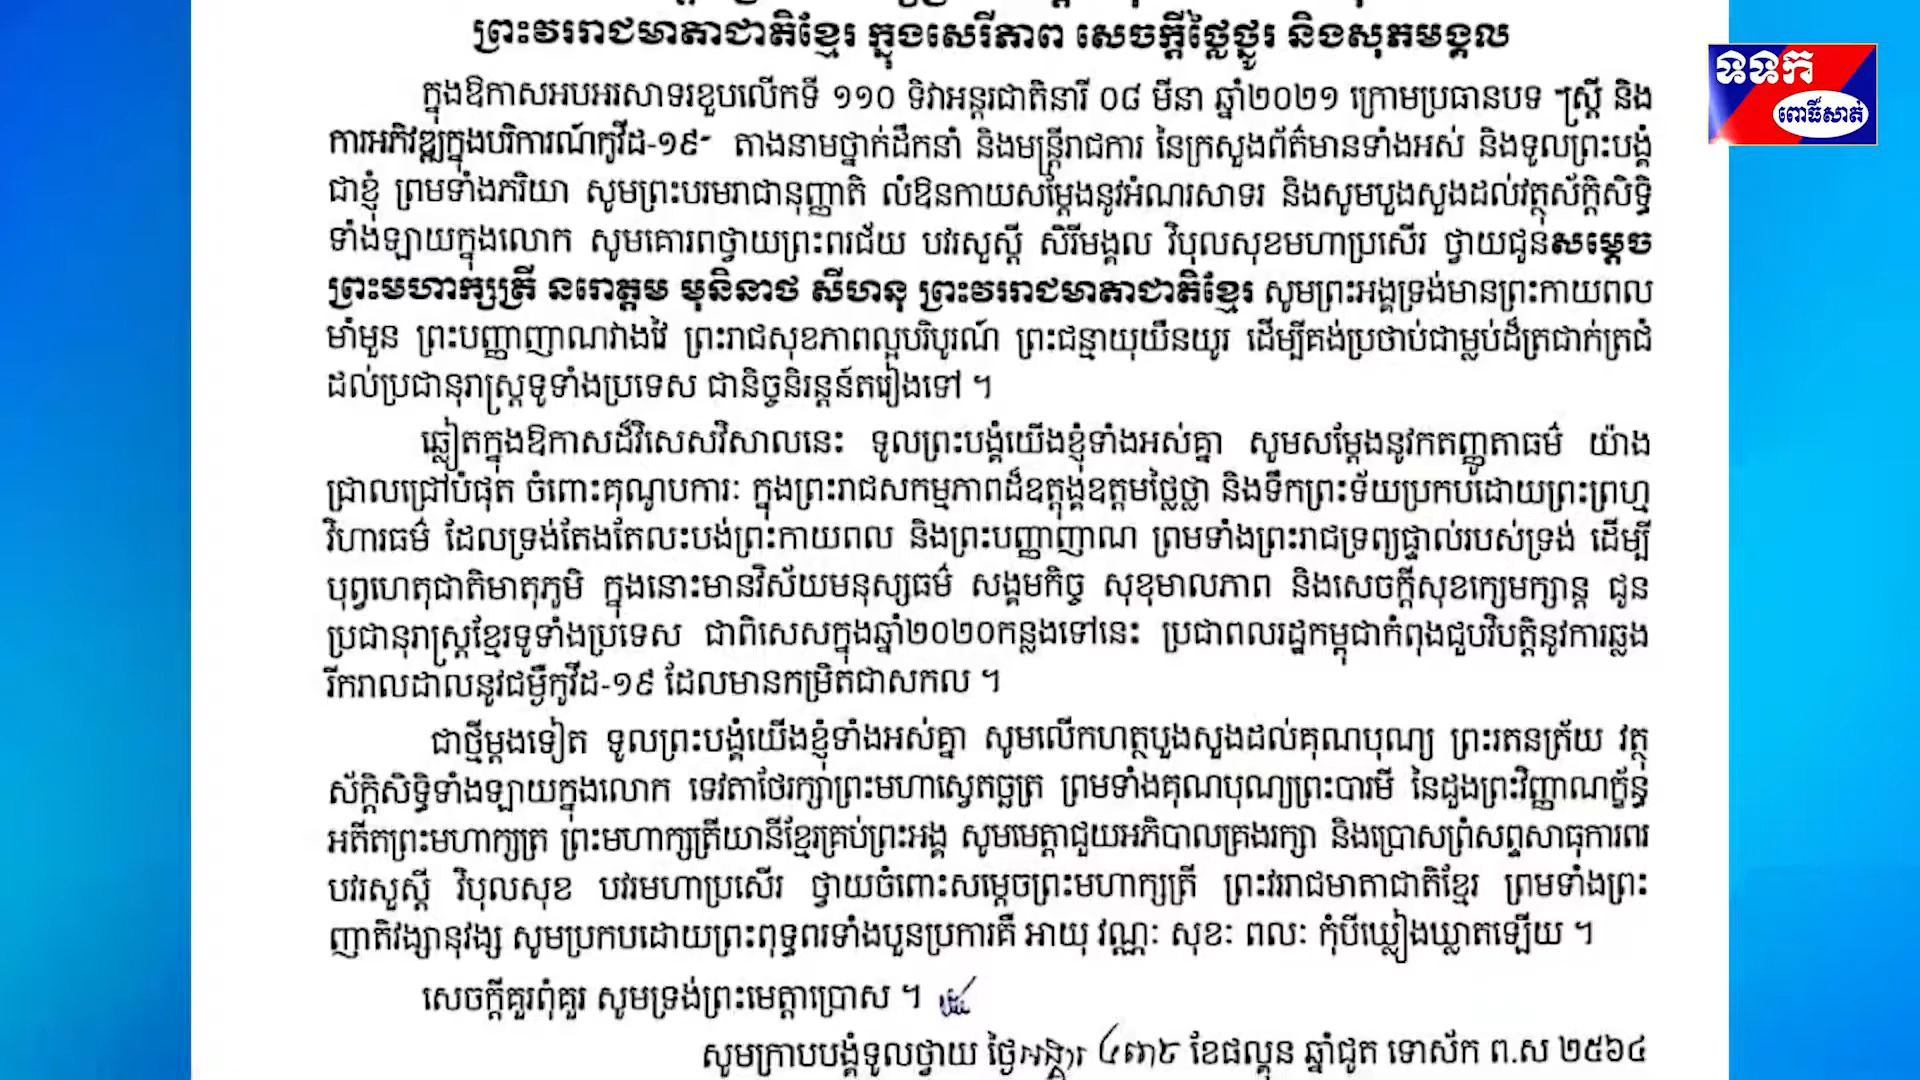 ព្រះវររាជមាតាជាតិខ្មែរ ក្នុងសេរីភាព សេចក្ដីថ្លៃថ្នូរ និងសុភមង្គល
ក្នុងឱកាសអបអរសាទរខួបលើកទី ១១០ ទិវាអន្តរជាតិនារី ០៨ មីនា ឆ្នាំ២០២១ ក្រោមប្រធានបទ “ស្ត្រី និង
ការអភិវឌ្ឍក្នុងបរិការណ៍កូវីដ-១៩” តាងនាមថ្នាក់ដឹកនាំ និងមន្ត្រីរាជការ នៃក្រសួងព័ត៌មានទាំងអស់ និងទូលព្រះបង្គំ
ជាខ្ញុំ ព្រមទាំងភរិយា សូមព្រះបរមរាជានុញ្ញាតិ លំឱនកាយសម្ដែងនូវអំណរសាទរ និងសូមបួងសួងដល់វត្ថុស័ក្ដិសិទ្ធិ
ទាំងឡាយក្នុងលោក សូមគោរពថ្វាយព្រះពរជ័យ បវរសួស្ដី សិរីមង្គល វិបុលសុខមហាប្រសើរ ថ្វាយជូនសម្ដេច
ព្រះមហាក្សត្រី នរោត្តម មុនិនាថ សីហនុ ព្រះវររាជមាតាជាតិខ្មែរ សូមព្រះអង្គទ្រង់មានព្រះកាយពល
មាំមួន ព្រះបញ្ញាញាណវាងវៃ ព្រះរាជសុខភាពល្អបរិបូរណ៍ ព្រះជន្មាយុយឺនយូរ ដើម្បីគង់ប្រថាប់ជាម្លប់ដ៏ត្រជាក់ត្រជំ
ដល់ប្រជានុរាស្ត្រទូទាំងប្រទេស ជានិច្ចនិរន្តន៍តរៀងទៅ ។
ឆ្លៀតក្នុងឱកាសដ៏វិសេសវិសាលនេះ ទូលព្រះបង្គំយើងខ្ញុំទាំងអស់គ្នា សូមសម្ដែងនូវកតញ្ញូតាធម៌ យ៉ាង
ជ្រាលជ្រៅបំផុត ចំពោះគុណូបការៈ ក្នុងព្រះរាជសកម្មភាពដ៏ឧត្តុង្គឧត្តមថ្លៃថ្លា និងទឹកព្រះទ័យប្រកបដោយព្រះព្រហ្ម
វិហារធម៌ ដែលទ្រង់តែងតែលះបង់ព្រះកាយពល និងព្រះបញ្ញាញាណ ព្រមទាំងព្រះរាជទ្រព្យផ្ទាល់របស់ទ្រង់ ដើម្បី
បុព្វហេតុជាតិមាតុភូមិ ក្នុងនោះមានវិស័យមនុស្សធម៌ សង្គមកិច្ច សុខុមាលភាព និងសេចក្ដីសុខក្សេមក្សាន្ត ជូន
ប្រជានុរាស្ត្រខ្មែរទូទាំងប្រទេស ជាពិសេសក្នុងឆ្នាំ២០២០កន្លងទៅនេះ ប្រជាពលរដ្ឋកម្ពុជាកំពុងជួបវិបត្តិនូវការឆ្លង
រីករាលដាលនូវជម្ងឺកូវីដ-១៩ ដែលមានកម្រិតជាសកល ។
ជាថ្មីម្ដងទៀត ទូលព្រះបង្គំយើងខ្ញុំទាំងអស់គ្នា សូមលើកហត្ថបួងសួងដល់គុណបុណ្យ ព្រះរតនត្រ័យ វត្ថុ
ស័ក្ដិសិទ្ធិទាំងឡាយក្នុងលោក ទេវតាថែរក្សាព្រះមហាស្វេតច្ឆត្រ ព្រមទាំងគុណបុណ្យព្រះបារមី នៃដួងព្រះវិញ្ញាណក្ខ័ន្ធ
អតីតព្រះមហាក្សត្រ ព្រះមហាក្សត្រីយានីខ្មែរគ្រប់ព្រះអង្គ សូមមេត្តាជួយអភិបាលគ្រងរក្សា និងប្រោសព្រំសព្ទសាធុការពរ
បវរសួស្ដី វិបុលសុខ បវរមហាប្រសើរ ថ្វាយចំពោះសម្ដេចព្រះមហាក្សត្រី ព្រះវររាជមាតាជាតិខ្មែរ ព្រមទាំងព្រះ
ញាតិវង្សានុវង្ស សូមប្រកបដោយព្រះពុទ្ធពរទាំងបួនប្រការគឺ អាយុ វណ្ណៈ សុខៈ ពលៈ កុំបីឃ្លៀងឃ្លាតឡើយ ។
សេចក្ដីគួរពុំគួរ សូមទ្រង់ព្រះមេត្តាប្រោស ។
សូមក្រាបបង្គំទូលថ្វាយ ថ្ងៃអង្គារ ខែផល្គុន ឆ្នាំជូត ទោស័ក ព.ស ២៥៦៤
ទទក
ពោធិ៍សាត់